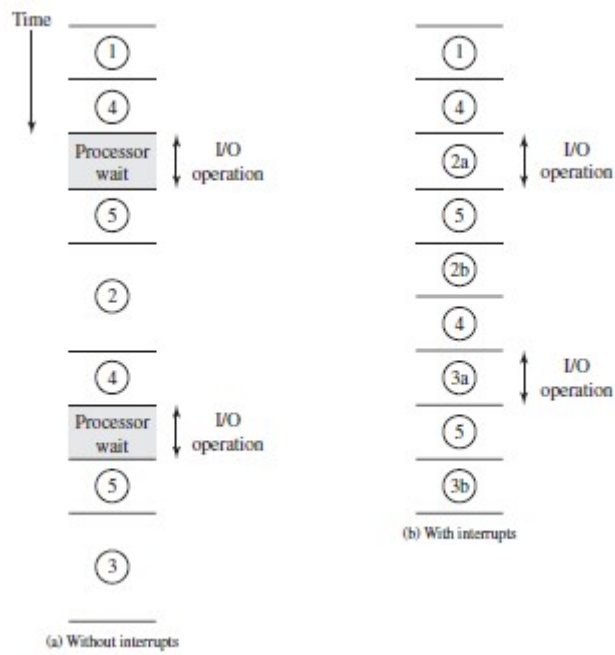 Time
1
4
Processor
wait
I/O
operation
5
2
4
Processor
wait
I/O
operation
5
3
(a) Without interrupts
1
4
2a
I/O
operation
5
2b
4
3a
I/O
operation
5
3b
(b) With interrupts